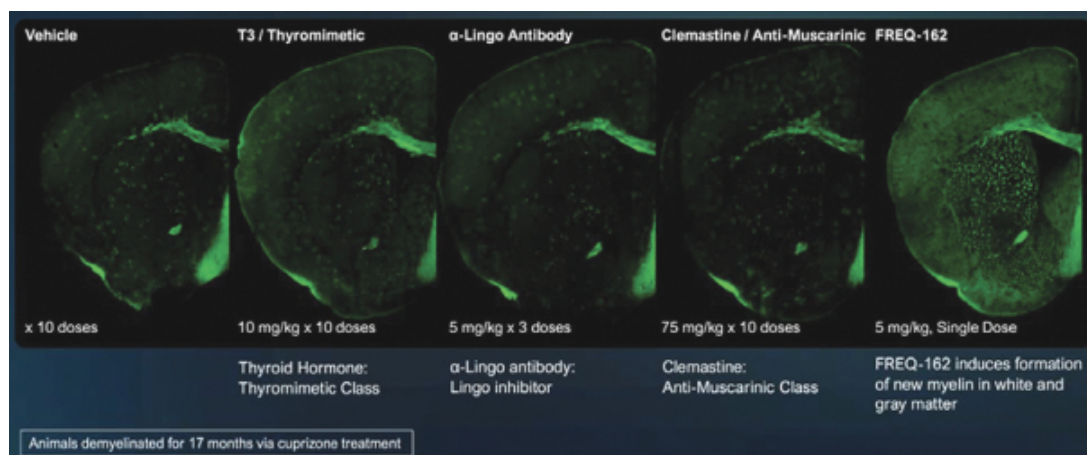 Vehicle
T3 / Thyromimetic
α-Lingo Antibody
Clemastine / Anti-Muscarinic
FREQ-162
x 10 doses
10 mg/kg x 10 doses
5 mg/kg x 3 doses
75 mg/kg x 10 doses
5 mg/kg, Single Dose
Thyroid Hormone:
Thyromimetic Class
α-Lingo antibody:
Lingo inhibitor
Clemastine:
Anti-Muscarinic Class
FREQ-162 induces formation
of new myelin in white and
gray matter
Animals demyelinated for 17 months via cuprizone treatment